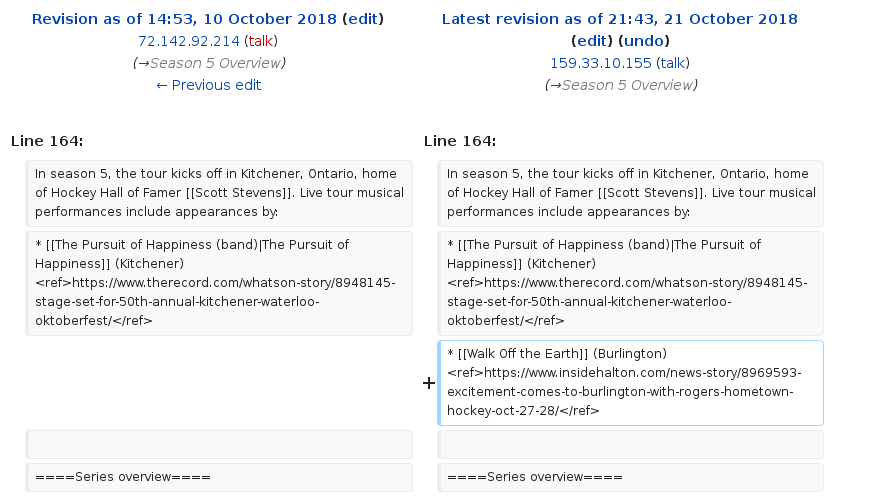 Revision as of 14:53, 10 October 2018 (edit)
72.142.92.214 (talk)
(→Season 5 Overview)
← Previous edit
Latest revision as of 21:43, 21 October 2018
(edit) (undo)
159.33.10.155 (talk)
(→Season 5 Overview)
Line 164:
Line 164:
In season 5, the tour kicks off in Kitchener, Ontario, home
of Hockey Hall of Famer [[Scott Stevens]]. Live tour musical
performances include appearances by:
In season 5, the tour kicks off in Kitchener, Ontario, home
of Hockey Hall of Famer [[Scott Stevens]]. Live tour musical
performances include appearances by:
* [[The Pursuit of Happiness (band)|The Pursuit of
Happiness]] (Kitchener)
<ref>https://www.therecord.com/whatson-story/8948145-
stage-set-for-50th-annual-kitchener-waterloo-
oktoberfest/</ref>
* [[The Pursuit of Happiness (band)|The Pursuit of
Happiness]] (Kitchener)
<ref>https://www.therecord.com/whatson-story/8948145-
stage-set-for-50th-annual-kitchener-waterloo-
oktoberfest/</ref>
+
* [[Walk Off the Earth]] (Burlington)
<ref>https://www.insidehalton.com/news-story/8969593-
excitement-comes-to-burlington-with-rogers-hometown-
hockey-oct-27-28/</ref>
====Series overview====
====Series overview====